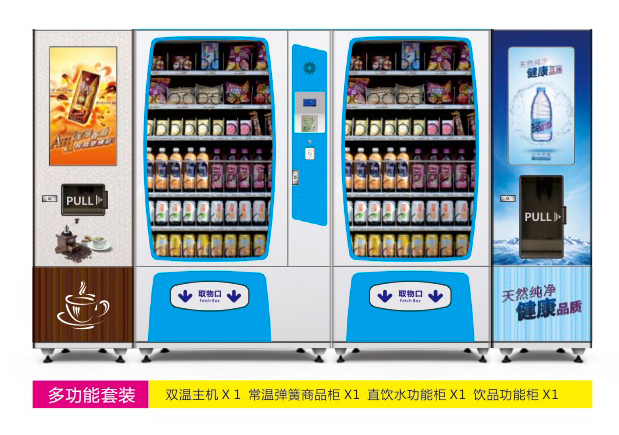 天然纯净
健康品质
PULL
PULL
取物口
Fetch Box
取物口
Fetch Box
天然纯净
健康品质
多功能套装
双温主机 X 1 常温弹簧商品柜 X1 直饮水功能柜 X1 饮品功能柜 X1